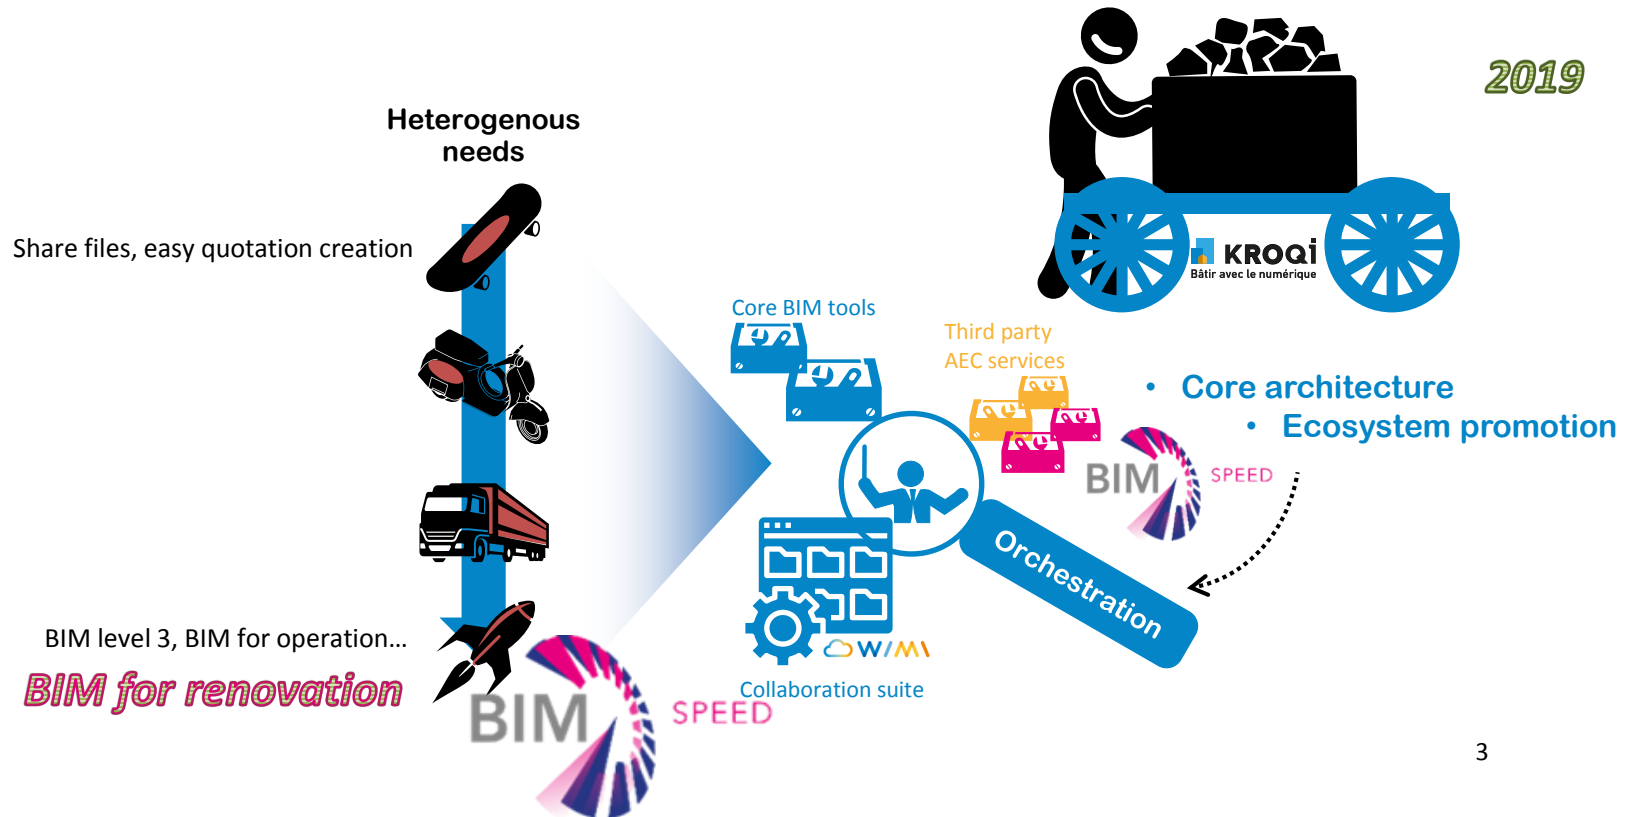 2019
Heterogenous
needs
Share files, easy quotation creation
KROQi
Bâtir avec le numérique
Core BIM tools
Third party
AEC services
• Core architecture
• Ecosystem promotion
BIM SPEED
Orchestration
BIM level 3, BIM for operation...
WIMI
BIM for renovation
Collaboration suite
BIM SPEED
3